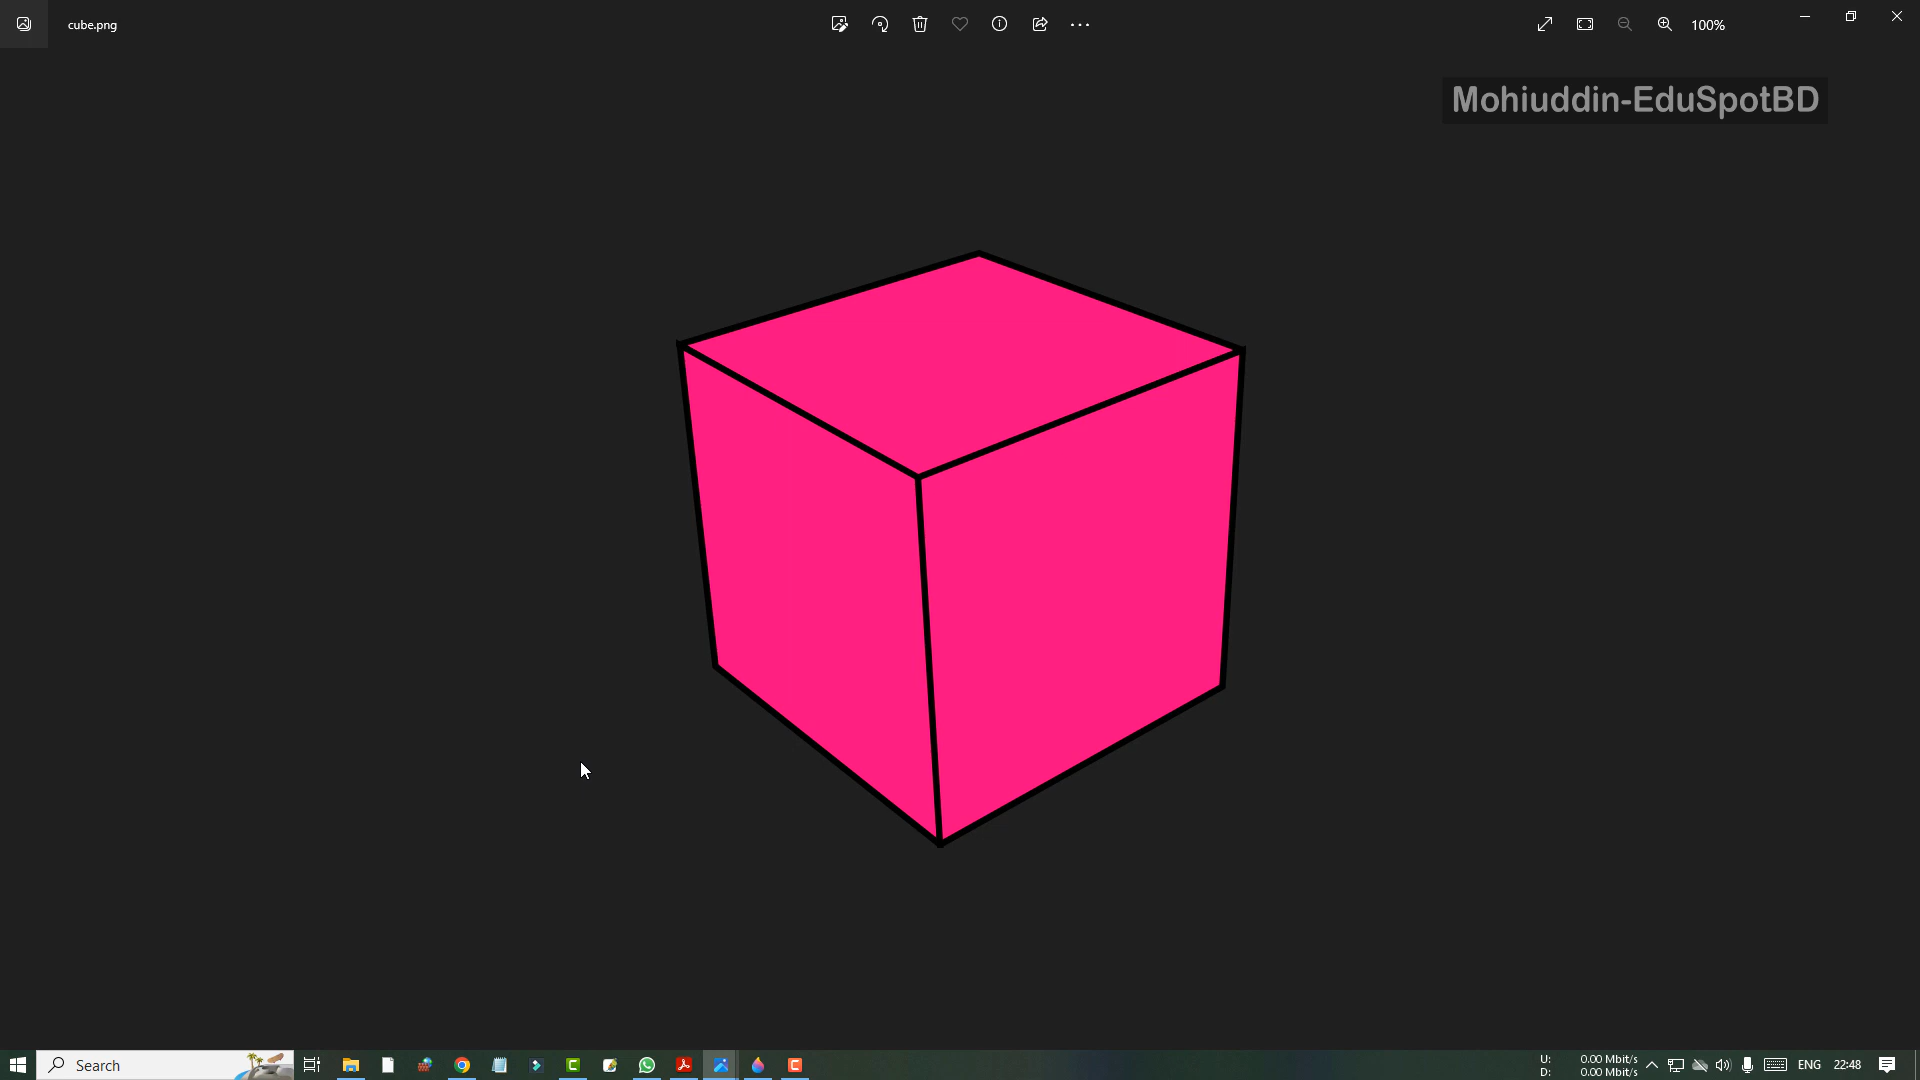 cube.png
100%
Mohiuddin-EduSpotBD
Search
U: 0.00 Mbit/s
D: 0.00 Mbit/s
ENG
22:48